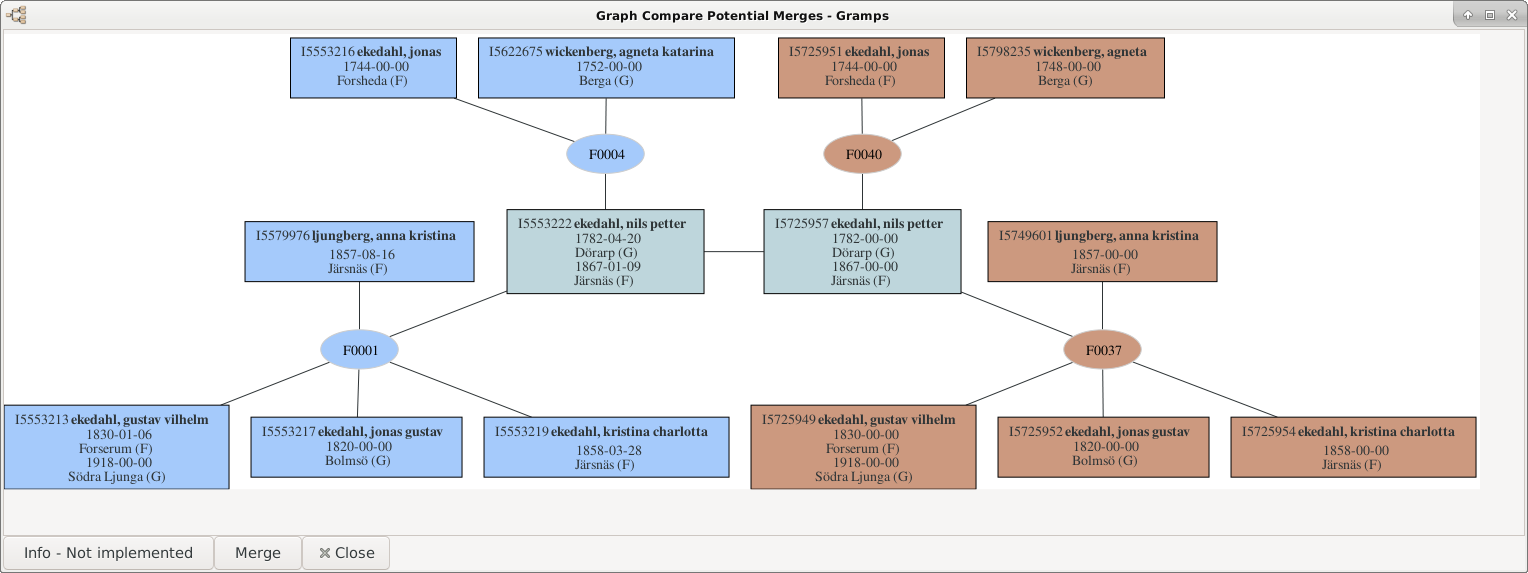 Graph Compare Potential Merges - Gramps
I5553216 ekedahl, jonas
1744-00-00
Forsheda (F)
I5622675 wickenberg, agneta katarina
1752-00-00
Berga (G)
I5725951 ekedahl, jonas
1744-00-00
Forsheda (F)
I5798235 wickenberg, agneta
1748-00-00
Berga (G)
F0004
F0040
I5579976 ljungberg, anna kristina
1857-08-16
Järsnäs (F)
I5553222 ekedahl, nils petter
1782-04-20
Dörarp (G)
1867-01-09
Järsnäs (F)
I5725957 ekedahl, nils petter
1782-00-00
Dörarp (G)
1867-00-00
Järsnäs (F)
I5749601 ljungberg, anna kristina
1857-00-00
Järsnäs (F)
F0001
F0037
I5553213 ekedahl, gustav vilhelm
1830-01-06
Forserum (F)
1918-00-00
Södra Ljunga (G)
I5553217 ekedahl, jonas gustav
1820-00-00
Bolmsö (G)
I5553219 ekedahl, kristina charlotta
1858-03-28
Järsnäs (F)
I5725949 ekedahl, gustav vilhelm
1830-00-00
Forserum (F)
1918-00-00
Södra Ljunga (G)
I5725952 ekedahl, jonas gustav
1820-00-00
Bolmsö (G)
I5725954 ekedahl, kristina charlotta
1858-00-00
Järsnäs (F)
Info - Not implemented
Merge
Close